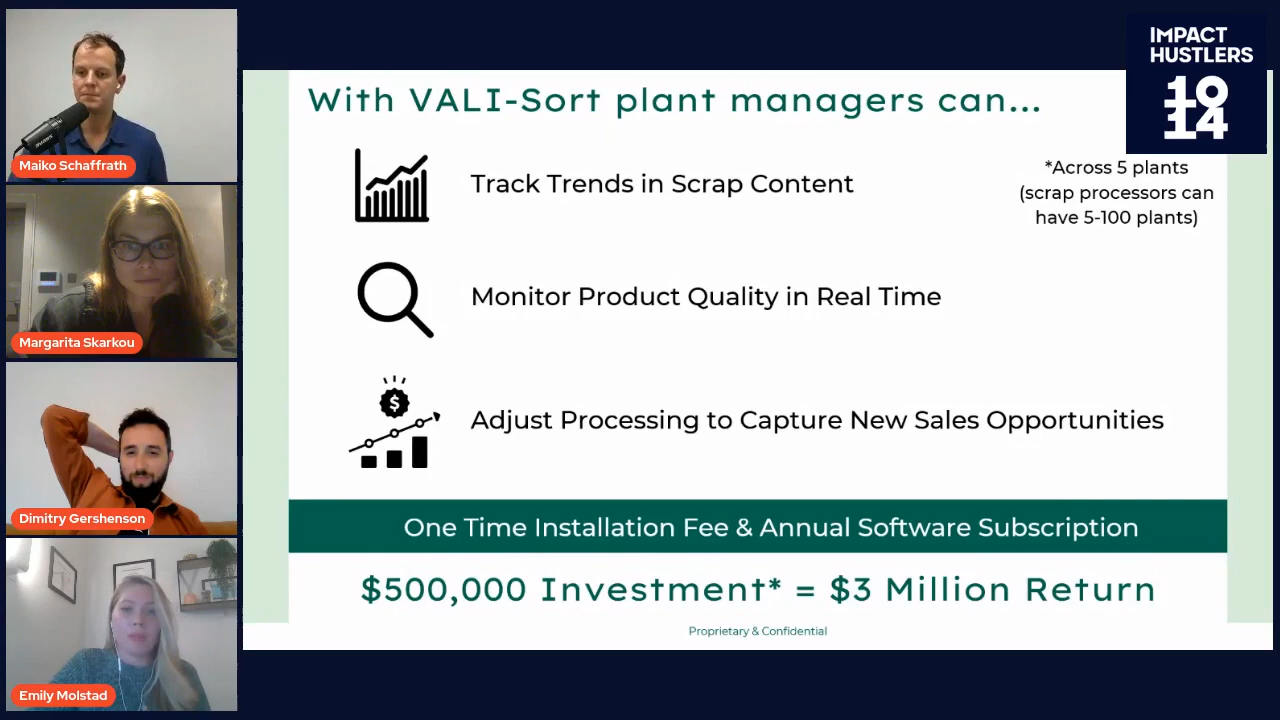 Maiko Schaffrath
Margarita Skarkou
Dimitry Gershenson
Emily Molstad
IMPACT
HUSTLERS
10
14
With VALI-Sort plant managers can...
*Across 5 plants
(scrap processors can
have 5-100 plants)
Track Trends in Scrap Content
Monitor Product Quality in Real Time
$
Adjust Processing to Capture New Sales Opportunities
One Time Installation Fee & Annual Software Subscription
$500,000 Investment* = $3 Million Return
Proprietary & Confidential